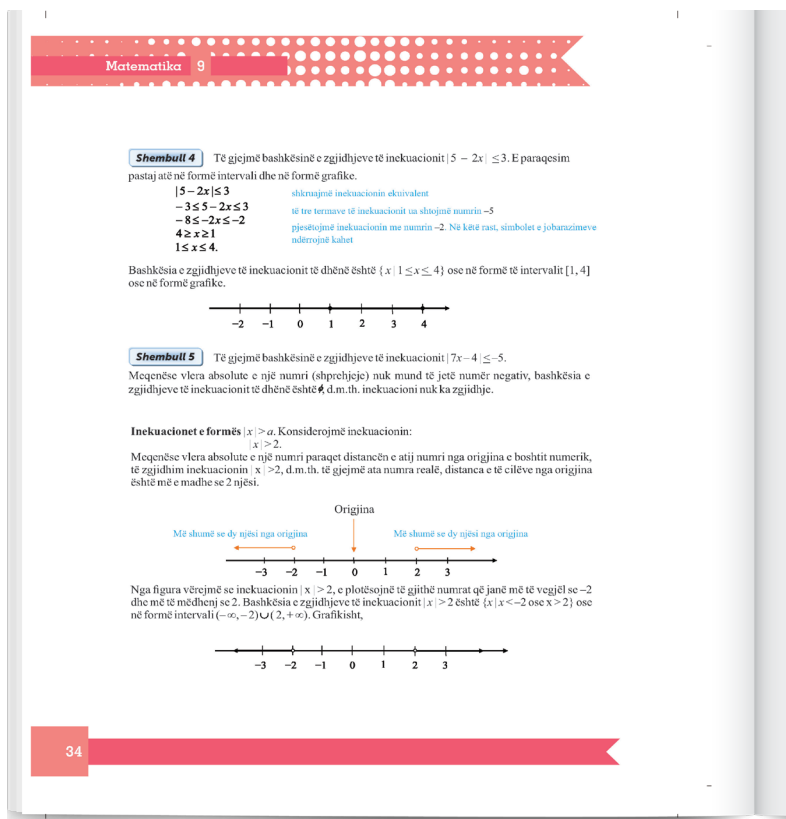 Matematika 9
Shembull 4 Të gjejmë bashkësinë e zgjidhjeve të inekuacionit | 5 − 2x | ≤ 3. E paraqesim
pastaj atë në formë intervali dhe në formë grafike.
|5 − 2x| ≤ 3 shkruajmë inekuacionin ekuivalent
− 3 ≤ 5 − 2x ≤ 3 të tre termave të inekuacionit ua shtojmë numrin −5
− 8 ≤ −2x ≤ −2 pjesëtojmë inekuacionin me numrin −2. Në këtë rast, simbolet e jobarazimeve
ndërrojnë kahet
4 ≥ x ≥ 1
1 ≤ x ≤ 4.
Bashkësia e zgjidhjeve të inekuacionit të dhënë është { x | 1 ≤ x ≤ 4} ose në formë të intervalit [1, 4]
ose në formë grafike.
−2 −1 0 1 2 3 4
Shembull 5 Të gjejmë bashkësinë e zgjidhjeve të inekuacionit | 7x − 4 | ≤ −5.
Meqenëse vlera absolute e një numri (shprehjeje) nuk mund të jetë numër negativ, bashkësia e
zgjidhjeve të inekuacionit të dhënë është ∅, d.m.th. inekuacioni nuk ka zgjidhje.
Inekuacionet e formës | x | > a. Konsiderojmë inekuacionin:
| x | > 2.
Meqenëse vlera absolute e një numri paraqet distancën e atij numri nga origjina e boshtit numerik,
të zgjidhim inekuacionin | x | >2, d.m.th. të gjejmë ata numra realë, distanca e të cilëve nga origjina
është më e madhe se 2 njësi.
Origjina
Më shumë se dy njësi nga origjina Më shumë se dy njësi nga origjina
−3 −2 −1 0 1 2 3
Nga figura vërejmë se inekuacionin | x | > 2, e plotësojnë të gjithë numrat që janë më të vegjël se −2
dhe më të mëdhenj se 2. Bashkësia e zgjidhjeve të inekuacionit | x | > 2 është {x | x < −2 ose x > 2} ose
në formë intervali (− ∞, − 2) ∪ ( 2, + ∞). Grafikisht,
−3 −2 −1 0 1 2 3
34